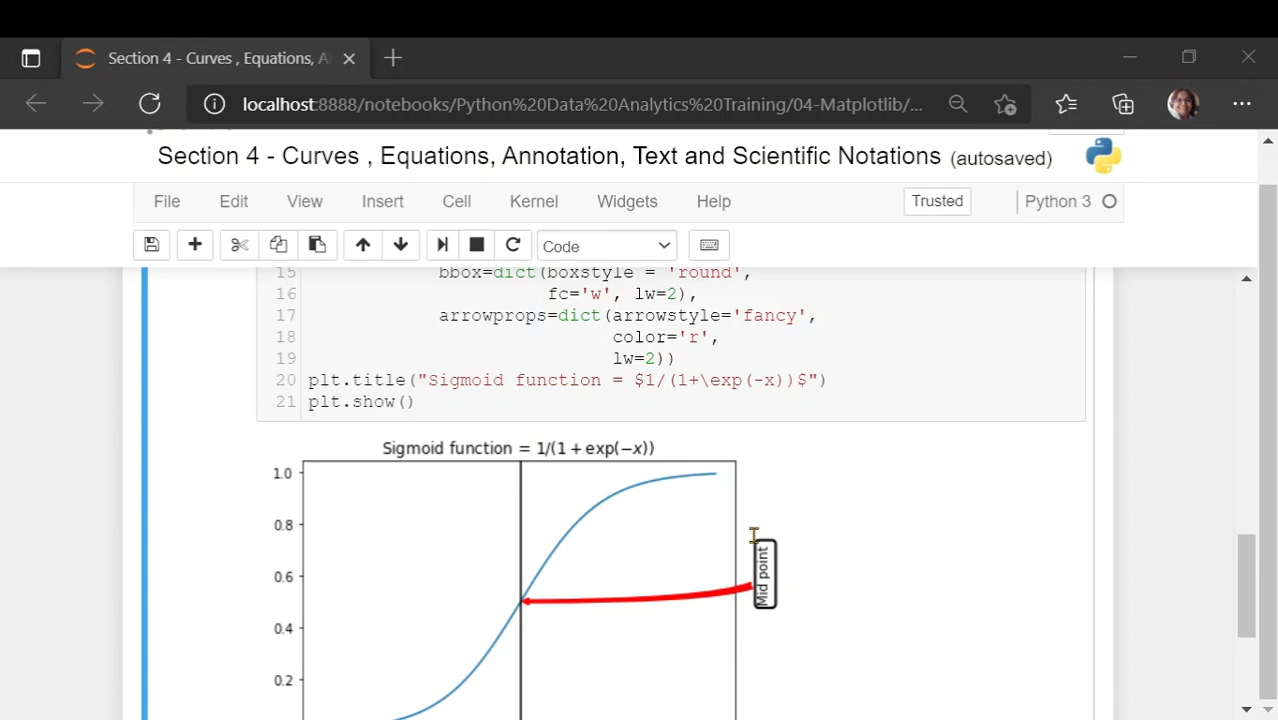 Section 4 - Curves , Equations, A
localhost:8888/notebooks/Python%20Data%20Analytics%20Training/04-Matplotlib/...
Section 4 - Curves , Equations, Annotation, Text and Scientific Notations (autosaved)
File Edit View Insert Cell Kernel Widgets Help Trusted Python 3
Code
15 bbox=dict(boxstyle = 'round',
16 fc='w', lw=2),
17 arrowprops=dict(arrowstyle='fancy',
18 color='r',
19 lw=2))
20 plt.title("Sigmoid function = $1/(1+\exp(-x))$")
21 plt.show()
Sigmoid function = 1/(1 + exp(−x))
1.0
0.8
Mid point
0.6
0.4
0.2